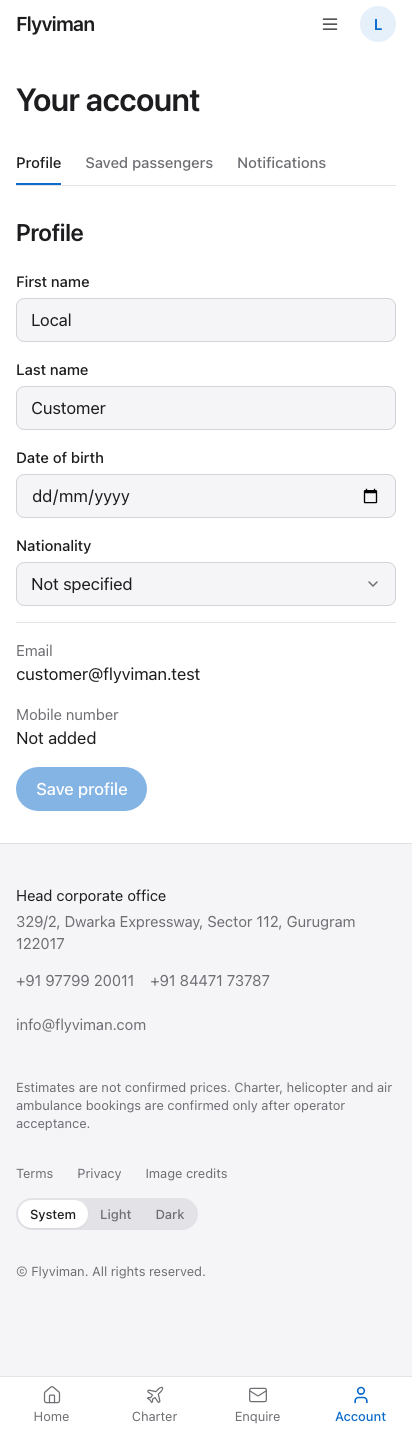 Flyviman
L
Your account
Profile Saved passengers Notifications
Profile
First name
Local
Last name
Customer
Date of birth
dd/mm/yyyy
Nationality
Not specified
Email
customer@flyviman.test
Mobile number
Not added
Save profile
Head corporate office
329/2, Dwarka Expressway, Sector 112, Gurugram
122017
+91 97799 20011 +91 84471 73787
info@flyviman.com
Estimates are not confirmed prices. Charter, helicopter and air
ambulance bookings are confirmed only after operator
acceptance.
Terms Privacy Image credits
System Light Dark
© Flyviman. All rights reserved.
Home Charter Enquire Account